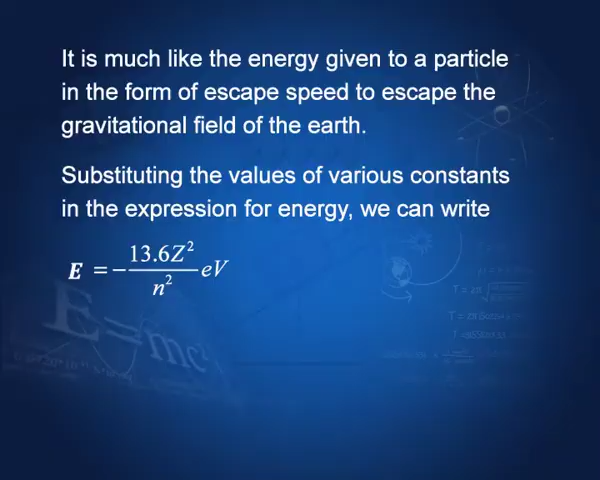 It is much like the energy given to a particle
in the form of escape speed to escape the
gravitational field of the earth.
Substituting the values of various constants
in the expression for energy, we can write
E = −13.6Z²/n² eV
E=mc